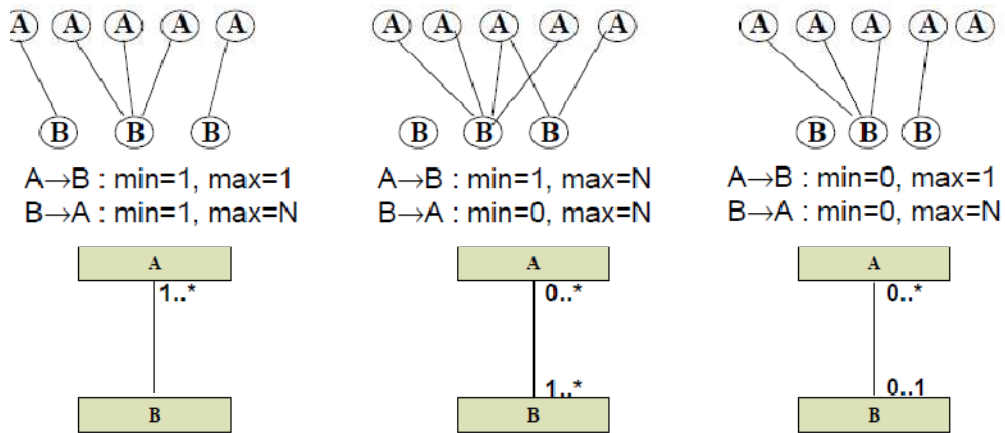 A A A A A
B B B
A→B : min=1, max=1
B→A : min=1, max=N
A
1..*
B
A A A A A
B B B
A→B : min=1, max=N
B→A : min=0, max=N
A
0..*
1..*
B
A A A A A
B B B
A→B : min=0, max=1
B→A : min=0, max=N
A
0..*
0..1
B